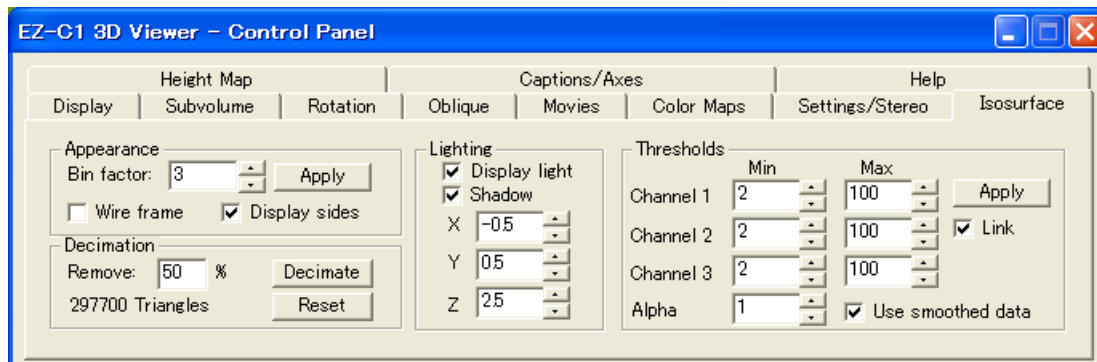 EZ-C1 3D Viewer - Control Panel
Height Map Captions/Axes Help
Display Subvolume Rotation Oblique Movies Color Maps Settings/Stereo Isosurface
Appearance
Bin factor: 3 Apply
Wire frame Display sides
Decimation
Remove: 50 % Decimate
297700 Triangles Reset
Lighting
Display light
Shadow
X -0.5
Y 0.5
Z 2.5
Thresholds
Min Max
Channel 1 2 100 Apply
Channel 2 2 100 Link
Channel 3 2 100
Alpha 1 Use smoothed data